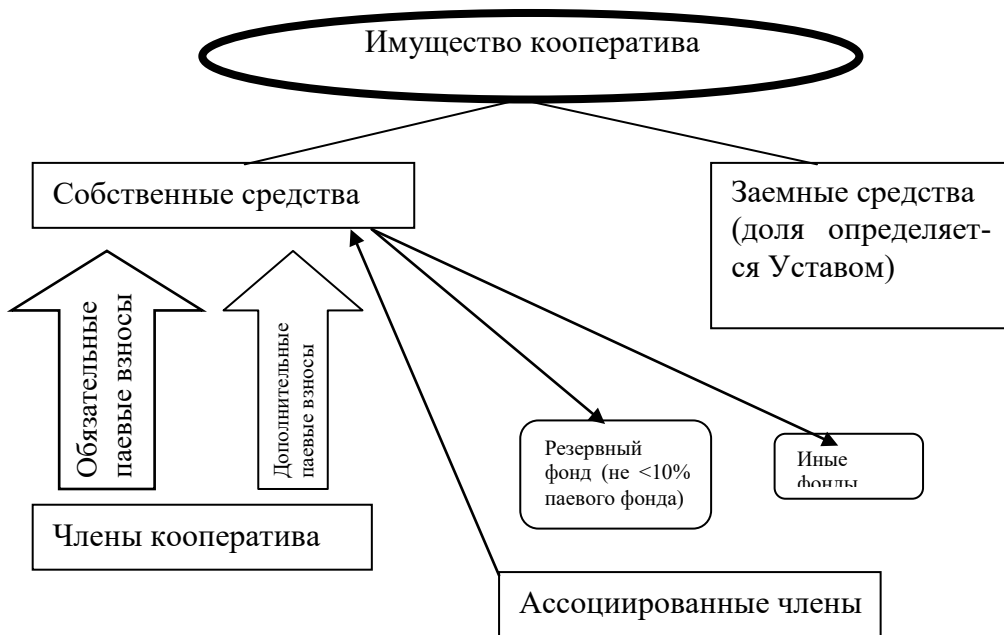 Имущество кооператива
Собственные средства
Заемные средства
(доля определяет-
ся Уставом)
Обязательные
паевые взносы
Дополнительные
паевые взносы
Резервный
фонд (не <10%
паевого фонда)
Иные
фонды
Члены кооператива
Ассоциированные члены